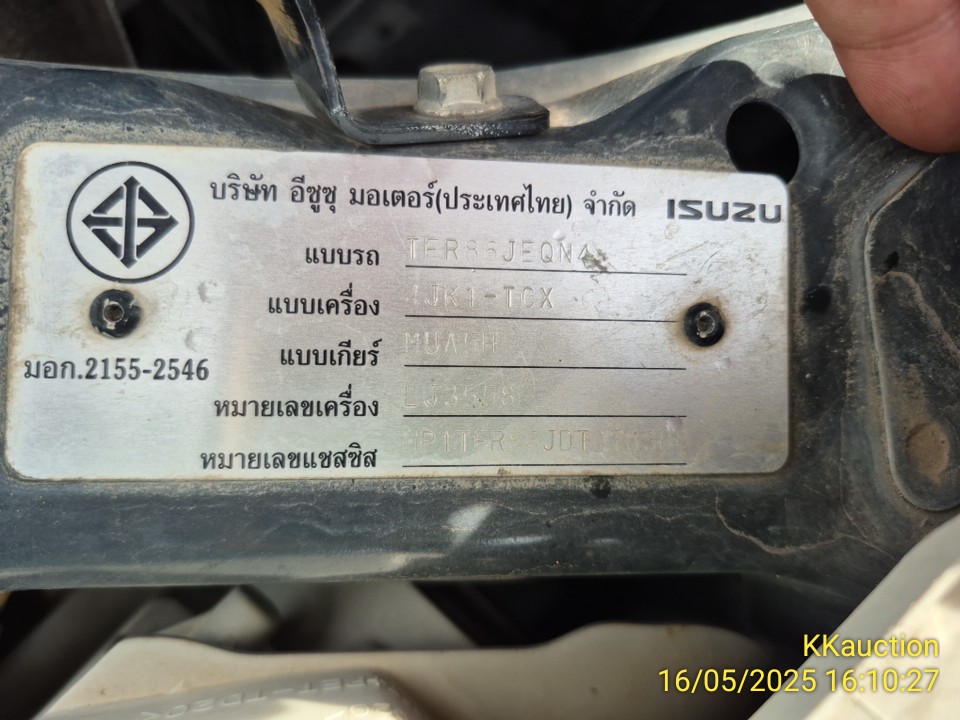 บริษัท อีซูซุ มอเตอร์(ประเทศไทย) จำกัด ISUZU
แบบรถ
แบบเครื่อง 4JK1-TCX
แบบเกียร์ MUA5H
มอก.2155-2546
หมายเลขเครื่อง
หมายเลขแชสซิส
KKauction
16/05/2025 16:10:27